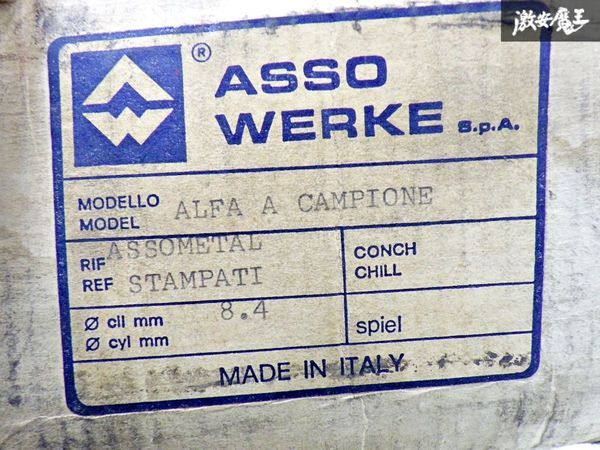 激安魔王
®
ASSO
WERKE S.p.A.
MODELLO
MODEL
ALFA A CAMPIONE
RIF
REF
ASSOMETAL
STAMPATI
CONCH
CHILL
Ø cil mm
Ø cyl mm
8.4
spiel
MADE IN ITALY